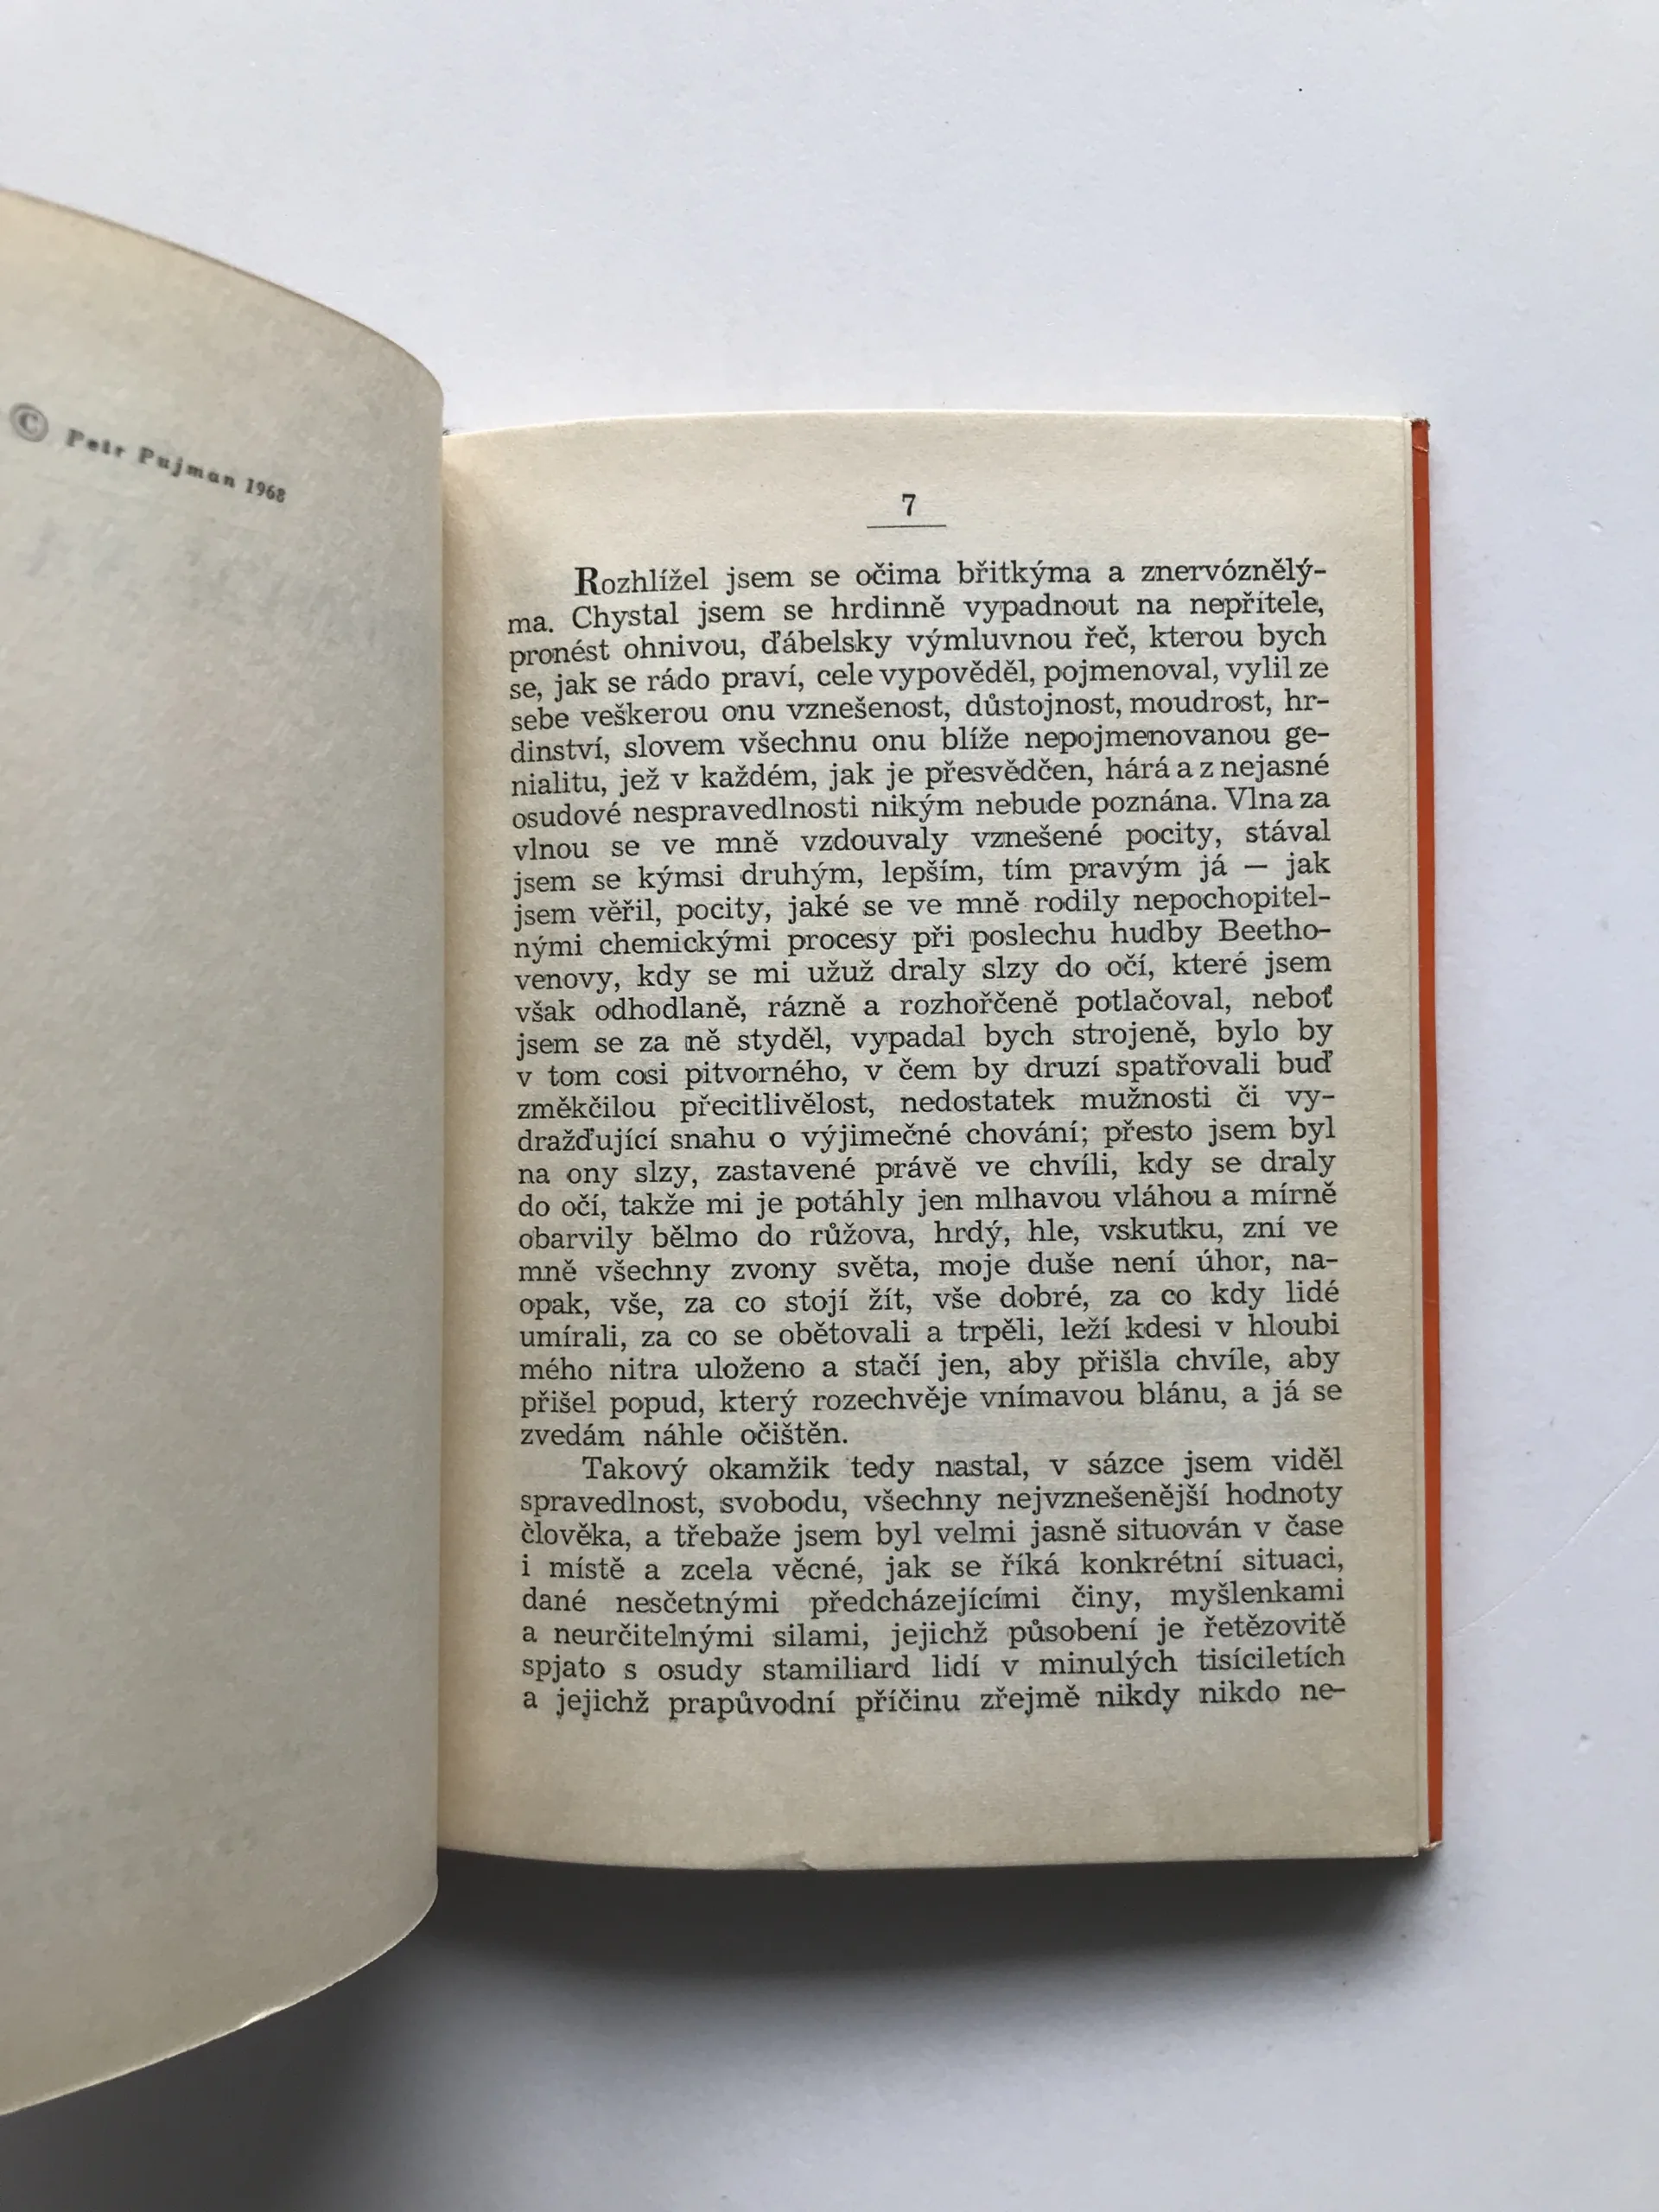 © Petr Pujman 1968
7
Rozhlížel jsem se očima břitkýma a znervóznělý-
ma. Chystal jsem se hrdinně vypadnout na nepřítele,
pronést ohnivou, ďábelsky výmluvnou řeč, kterou bych
se, jak se rádo praví, cele vypověděl, pojmenoval, vylil ze
sebe veškerou onu vznešenost, důstojnost, moudrost, hr-
dinství, slovem všechnu onu blíže nepojmenovanou ge-
nialitu, jež v každém, jak je přesvědčen, hárá a z nejasné
osudové nespravedlnosti nikým nebude poznána. Vlna za
vlnou se ve mně vzdouvaly vznešené pocity, stával
jsem se kýmsi druhým, lepším, tím pravým já — jak
jsem věřil, pocity, jaké se ve mně rodily nepochopitel-
nými chemickými procesy při poslechu hudby Beetho-
venovy, kdy se mi užuž draly slzy do očí, které jsem
však odhodlaně, rázně a rozhořčeně potlačoval, neboť
jsem se za ně styděl, vypadal bych strojeně, bylo by
v tom cosi pitvorného, v čem by druzí spatřovali buď
změkčilou přecitlivělost, nedostatek mužnosti či vy-
dražďující snahu o výjimečné chování; přesto jsem byl
na ony slzy, zastavené právě ve chvíli, kdy se draly
do očí, takže mi je potáhly jen mlhavou vláhou a mírně
obarvily bělmo do růžova, hrdý, hle, vskutku, zní ve
mně všechny zvony světa, moje duše není úhor, na-
opak, vše, za co stojí žít, vše dobré, za co kdy lidé
umírali, za co se obětovali a trpěli, leží kdesi v hloubi
mého nitra uloženo a stačí jen, aby přišla chvíle, aby
přišel popud, který rozechvěje vnímavou blánu, a já se
zvedám náhle očištěn.
Takový okamžik tedy nastal, v sázce jsem viděl
spravedlnost, svobodu, všechny nejvznešenější hodnoty
člověka, a třebaže jsem byl velmi jasně situován v čase
i místě a zcela věcné, jak se říká konkrétní situaci,
dané nesčetnými předcházejícími činy, myšlenkami
a neurčitelnými silami, jejichž působení je řetězovitě
spjato s osudy stamiliard lidí v minulých tisíciletích
a jejichž prapůvodní příčinu zřejmě nikdy nikdo ne-